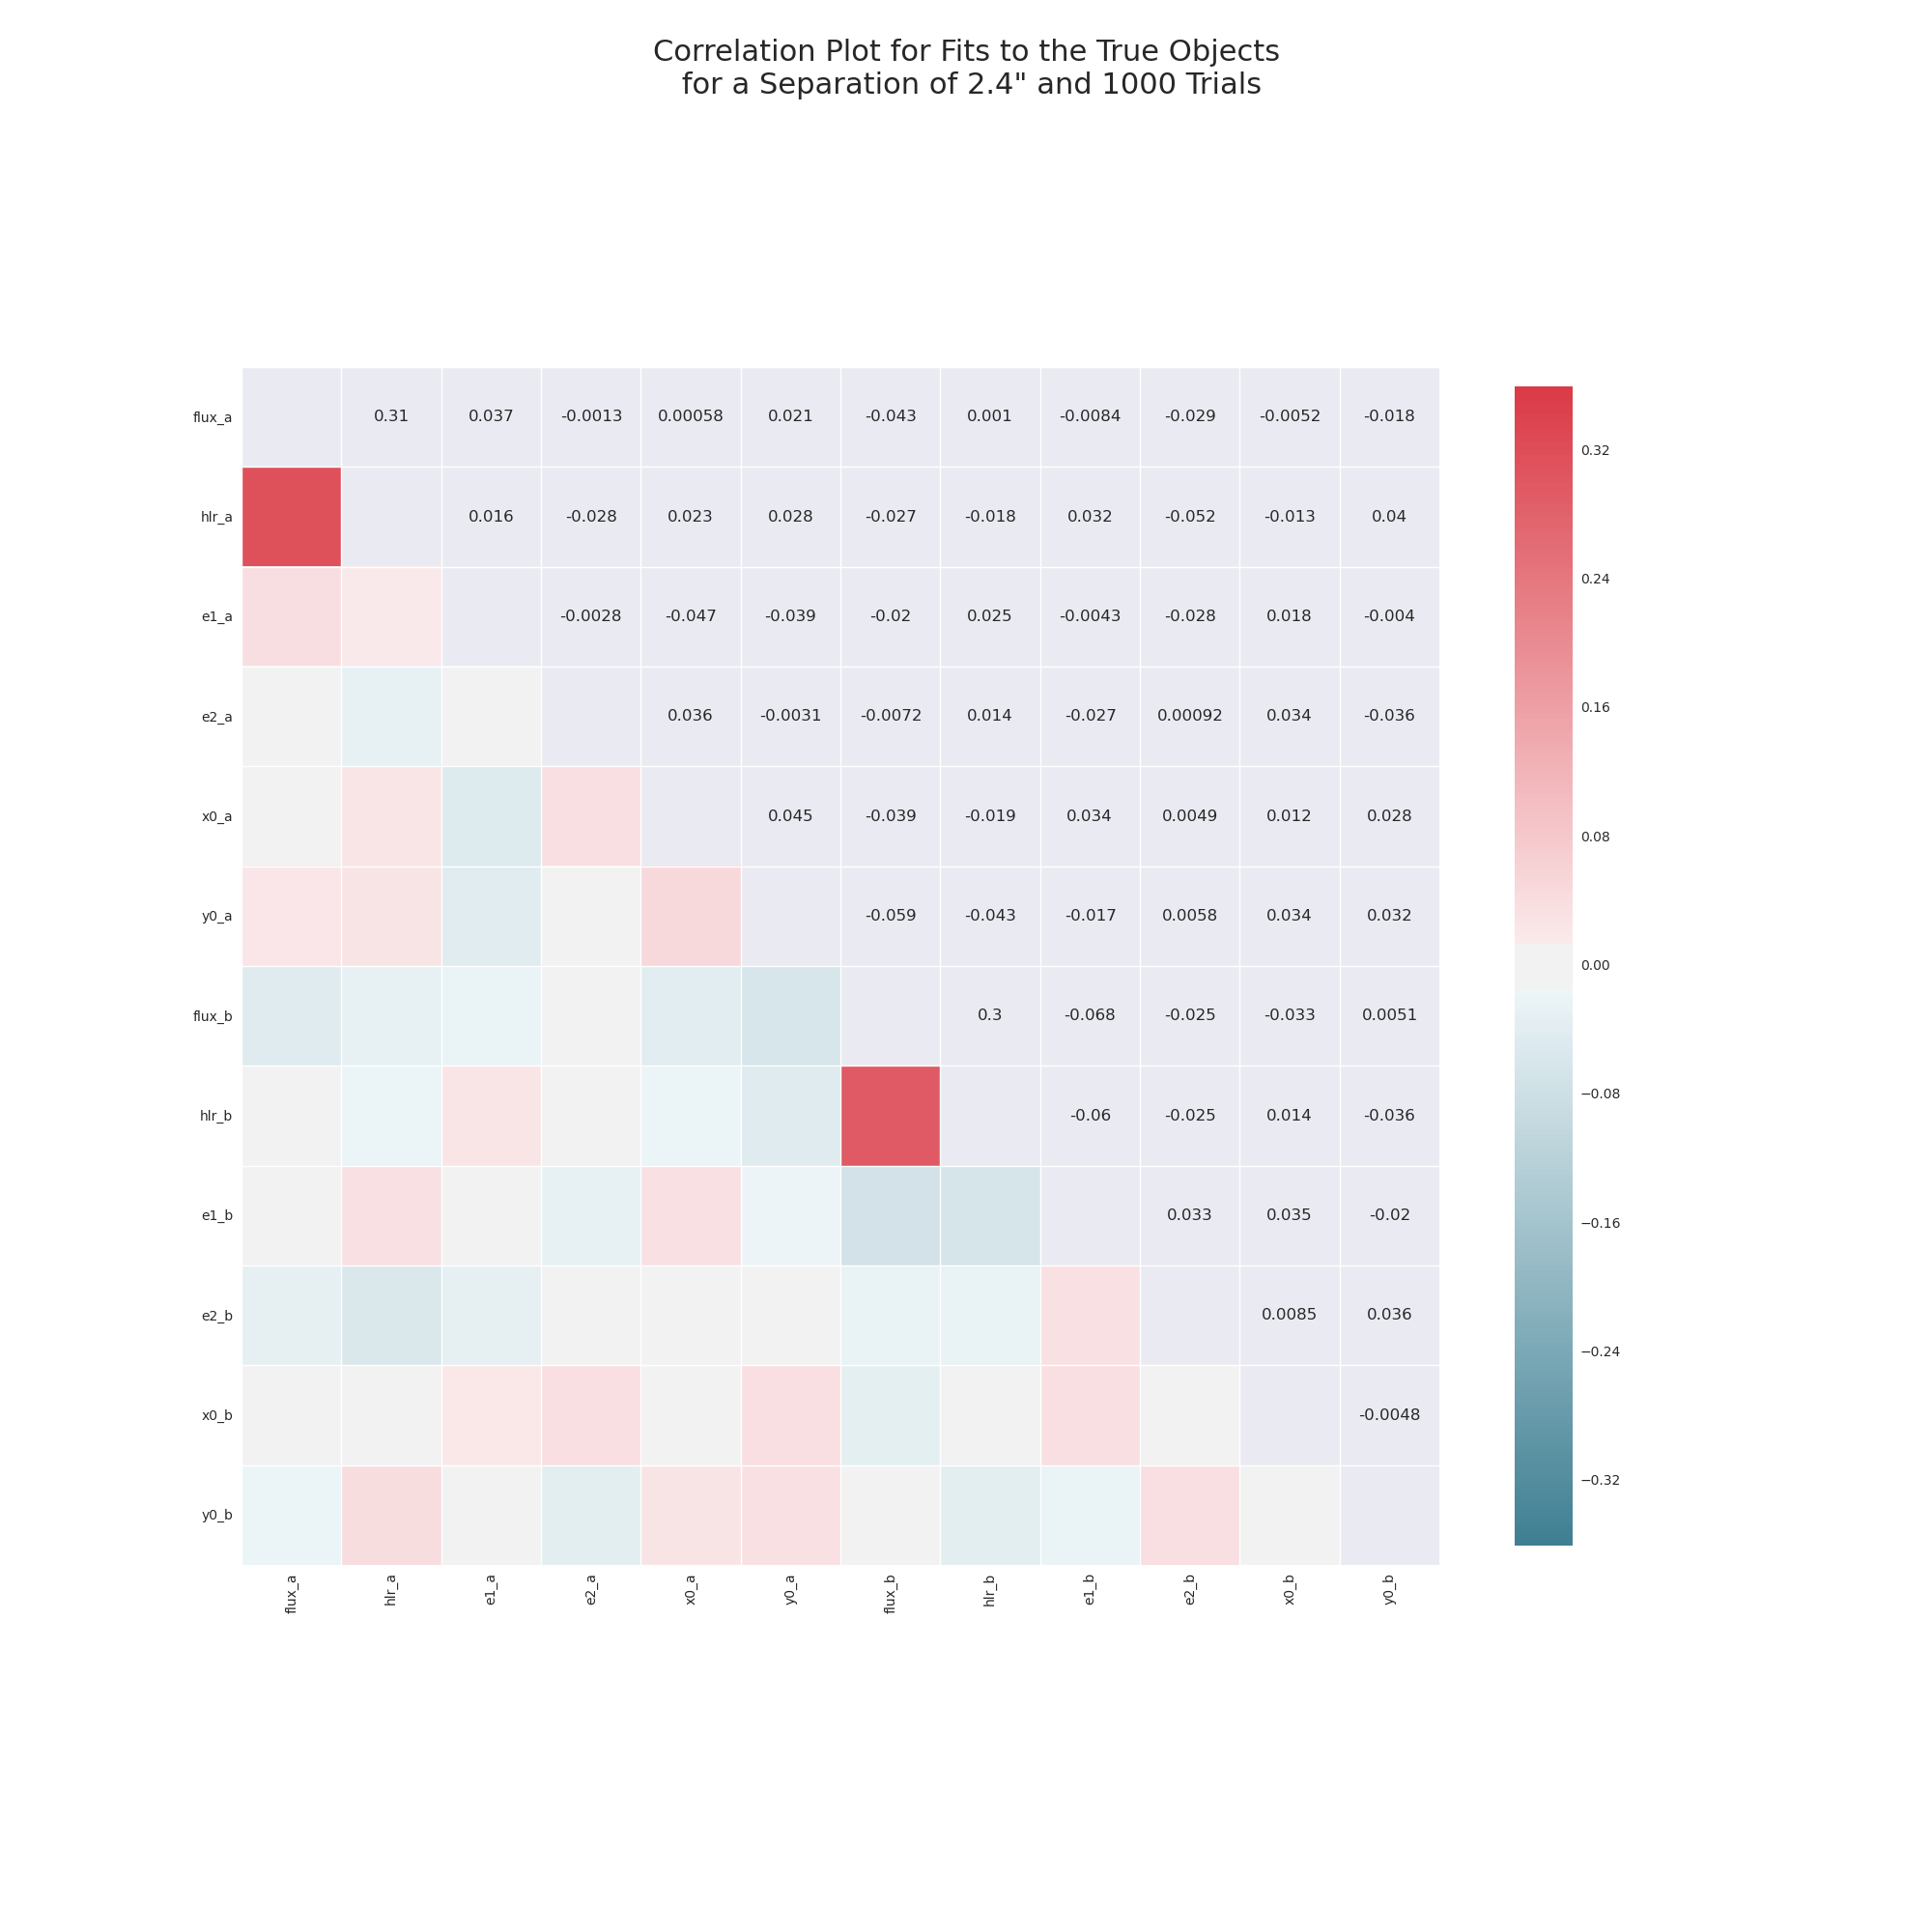 Correlation Plot for Fits to the True Objects
for a Separation of 2.4" and 1000 Trials
flux_a 0.31 0.037 -0.0013 0.00058 0.021 -0.043 0.001 -0.0084 -0.029 -0.0052 -0.018
hlr_a 0.016 -0.028 0.023 0.028 -0.027 -0.018 0.032 -0.052 -0.013 0.04
e1_a -0.0028 -0.047 -0.039 -0.02 0.025 -0.0043 -0.028 0.018 -0.004
e2_a 0.036 -0.0031 -0.0072 0.014 -0.027 0.00092 0.034 -0.036
x0_a 0.045 -0.039 -0.019 0.034 0.0049 0.012 0.028
y0_a -0.059 -0.043 -0.017 0.0058 0.034 0.032
flux_b 0.3 -0.068 -0.025 -0.033 0.0051
hlr_b -0.06 -0.025 0.014 -0.036
e1_b 0.033 0.035 -0.02
e2_b 0.0085 0.036
x0_b -0.0048
y0_b
flux_a hlr_a e1_a e2_a x0_a y0_a flux_b hlr_b e1_b e2_b x0_b y0_b
0.32
0.24
0.16
0.08
0.00
−0.08
−0.16
−0.24
−0.32